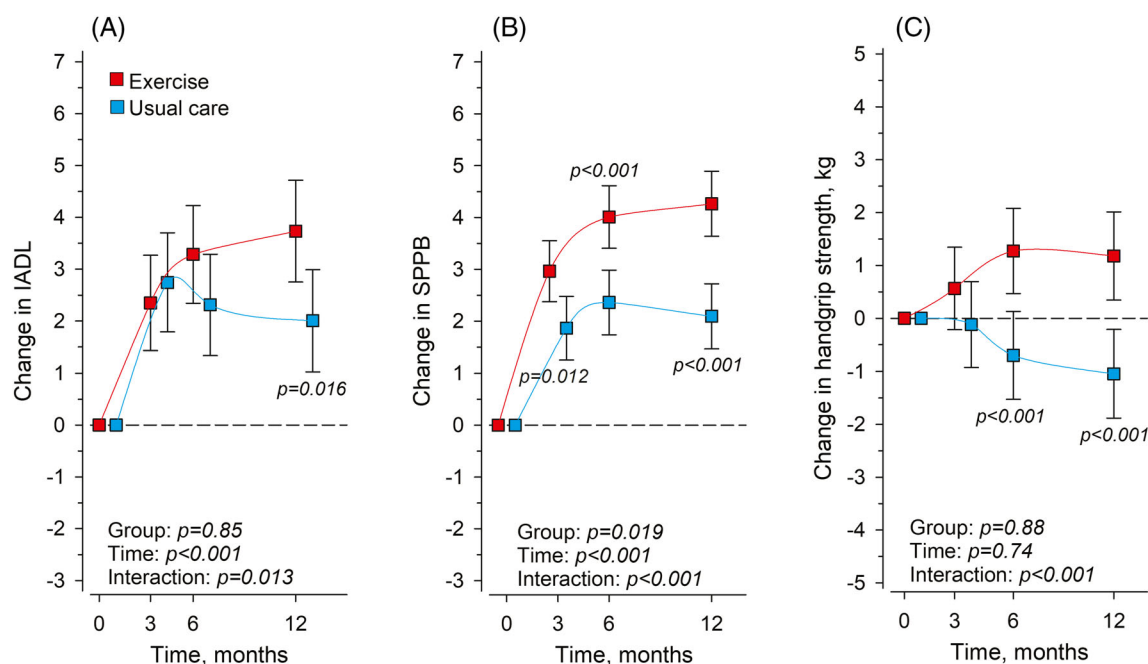 (A)
7
6
5
4
3
2
1
0
-1
-2
-3
Change in IADL
Exercise
Usual care
p=0.016
Group: p=0.85
Time: p<0.001
Interaction: p=0.013
0 3 6 12
Time, months
(B)
7
6
5
4
3
2
1
0
-1
-2
-3
Change in SPPB
p<0.001
p=0.012
p<0.001
Group: p=0.019
Time: p<0.001
Interaction: p<0.001
0 3 6 12
Time, months
(C)
5
4
3
2
1
0
-1
-2
-3
-4
-5
Change in handgrip strength, kg
p<0.001
p<0.001
Group: p=0.88
Time: p=0.74
Interaction: p<0.001
0 3 6 12
Time, months